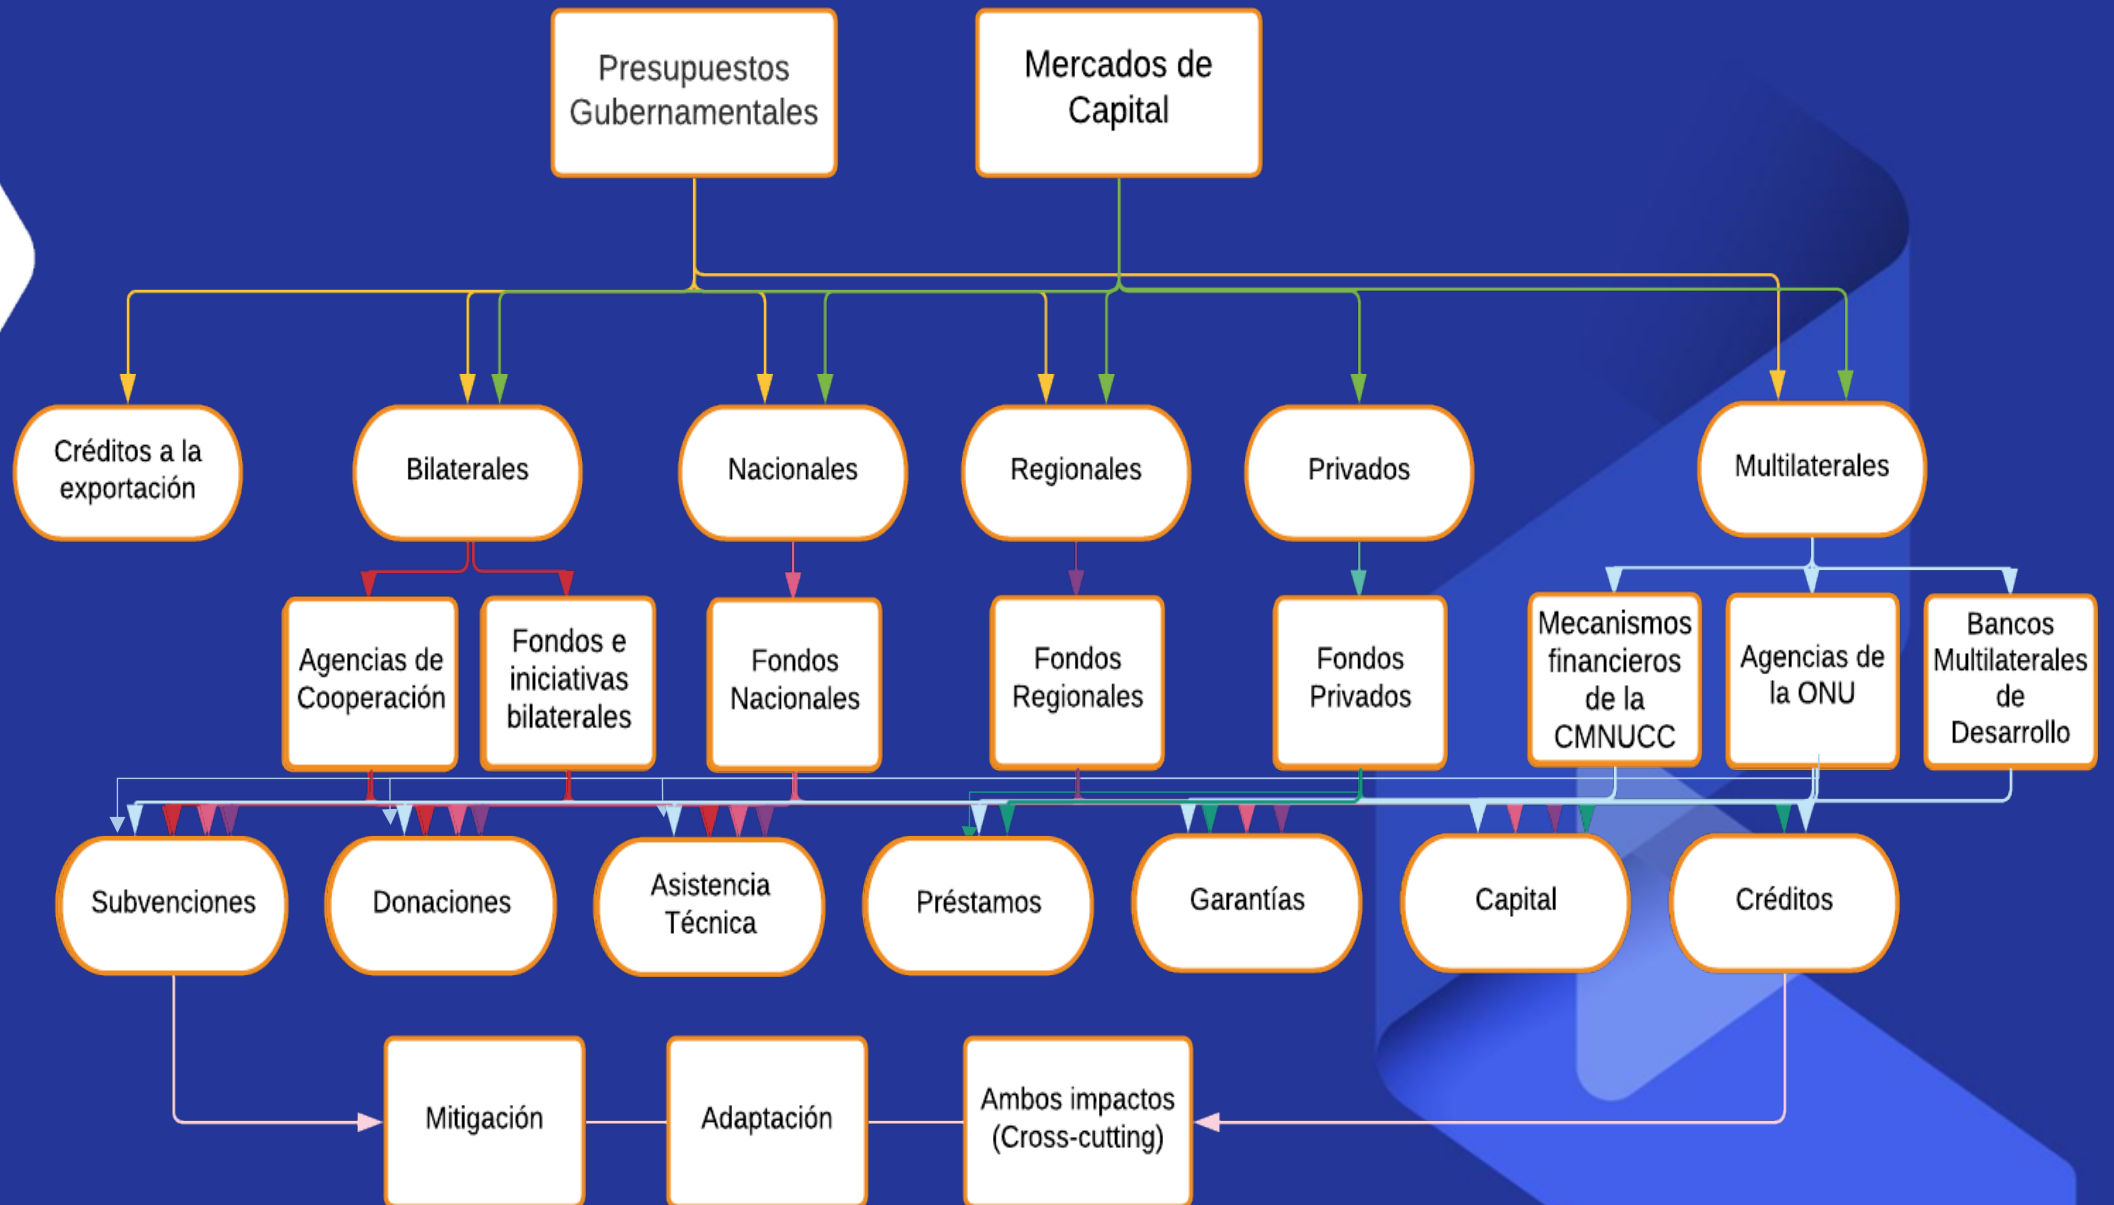 Presupuestos
Gubernamentales
Mercados de
Capital
Créditos a la
exportación
Bilaterales
Nacionales
Regionales
Privados
Multilaterales
Agencias de
Cooperación
Fondos e
iniciativas
bilaterales
Fondos
Nacionales
Fondos
Regionales
Fondos
Privados
Mecanismos
financieros
de la
CMNUCC
Agencias de
la ONU
Bancos
Multilaterales
de
Desarrollo
Subvenciones
Donaciones
Asistencia
Técnica
Préstamos
Garantías
Capital
Créditos
Mitigación
Adaptación
Ambos impactos
(Cross-cutting)